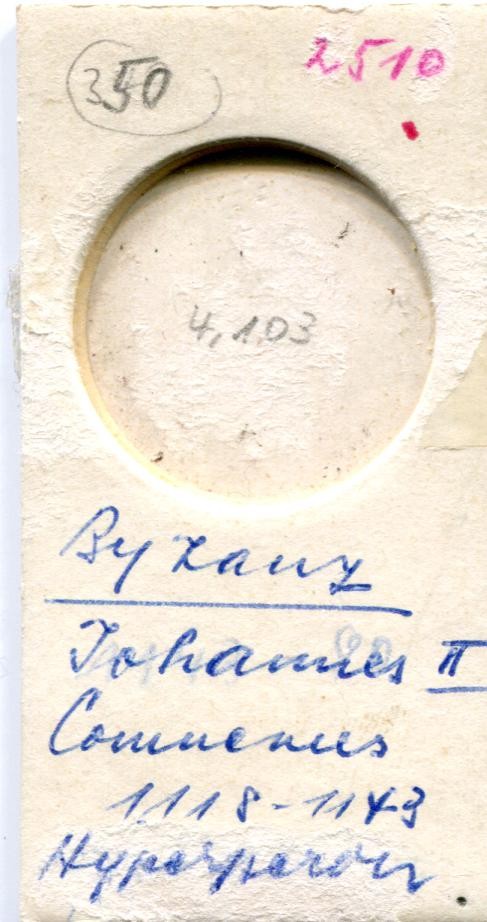 350
2510
4,103
Byzanz
Johannes II
Comnenus
1118-1143
Hyperperon